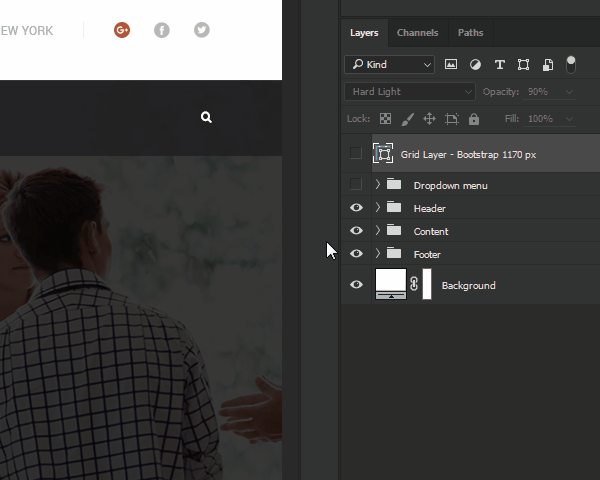 EW YORK
G+
Layers Channels Paths
Kind
T
Hard Light Opacity: 90%
Lock: Fill: 100%
Grid Layer - Bootstrap 1170 px
Dropdown menu
Header
Content
Footer
Background